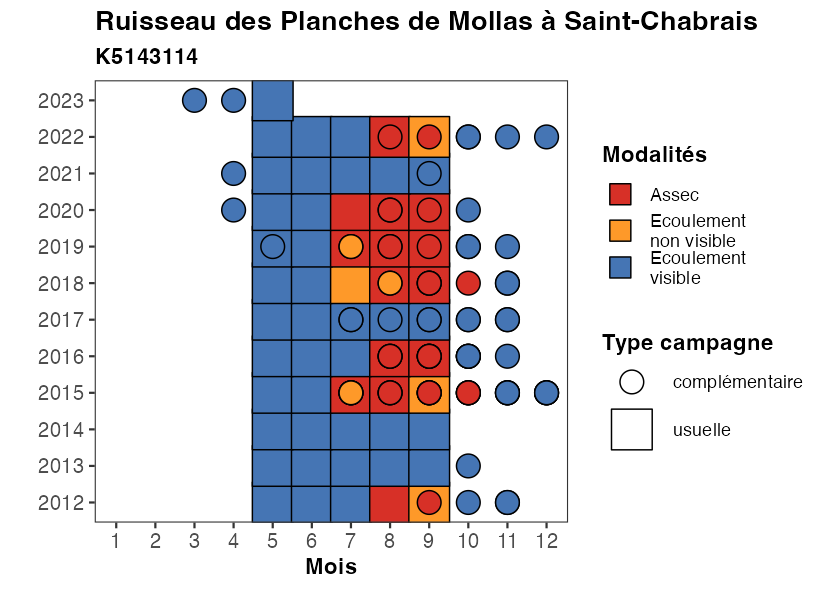 Ruisseau des Planches de Mollas à Saint-Chabrais
K5143114
2023
2022
2021
2020
2019
2018
2017
2016
2015
2014
2013
2012
1 2 3 4 5 6 7 8 9 10 11 12
Mois
Modalités
Assec
Ecoulement
non visible
Ecoulement
visible
Type campagne
complémentaire
usuelle